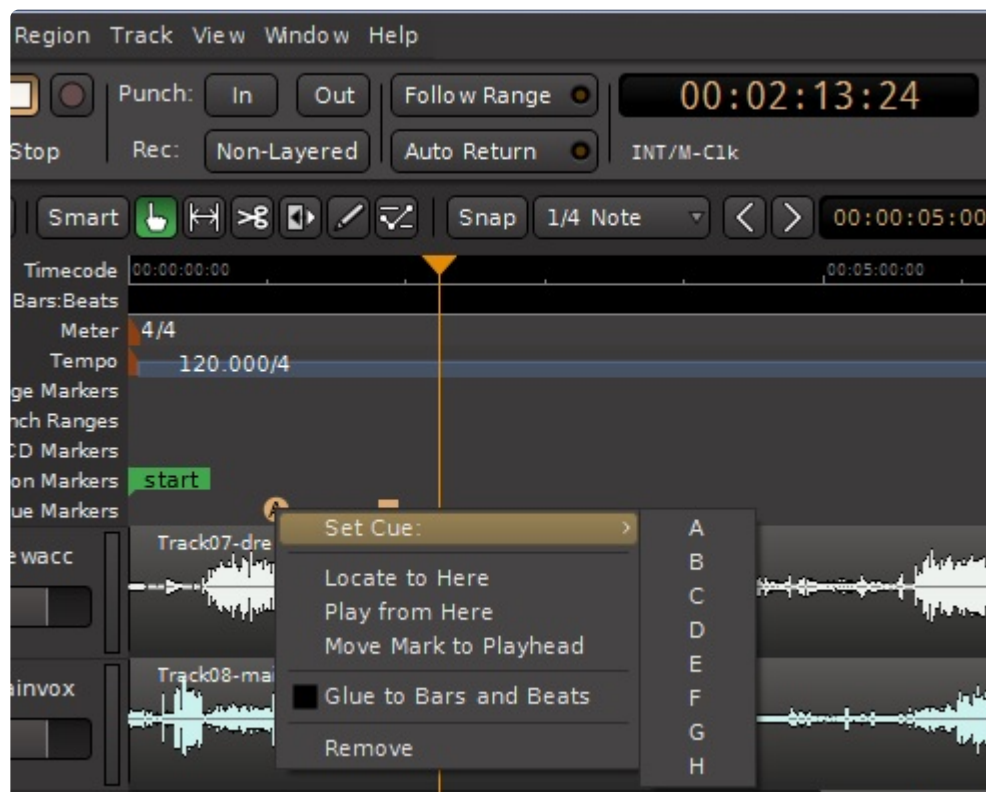 Region Track View Window Help
Punch: In Out Follow Range 00:02:13:24
Stop Rec: Non-Layered Auto Return INT/M-Clk
Smart Snap 1/4 Note 00:00:05:00
Timecode 00:00:00:00 00:05:00:00
Bars:Beats
Meter 4/4
Tempo 120.000/4
ge Markers
nch Ranges
CD Markers
on Markers start
ue Markers A
Set Cue: A
B
Locate to Here
Play from Here C
Move Mark to Playhead D
E
Glue to Bars and Beats F
G
Remove H
ewacc Track07-dre
ainvox Track08-mai